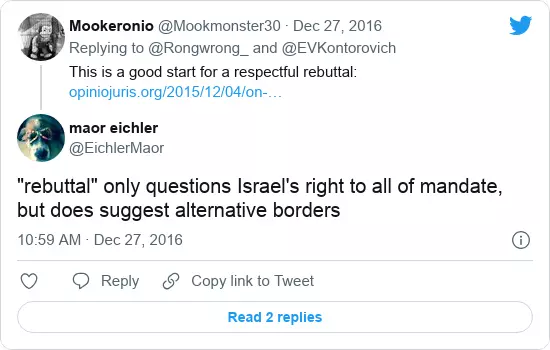 Mookeronio @Mookmonster30 · Dec 27, 2016
Replying to @Rongwrong_ and @EVKontorovich
This is a good start for a respectful rebuttal:
opiniojuris.org/2015/12/04/on-…
maor eichler
@EichlerMaor
"rebuttal" only questions Israel's right to all of mandate,
but does suggest alternative borders
10:59 AM · Dec 27, 2016
Reply
Copy link to Tweet
Read 2 replies